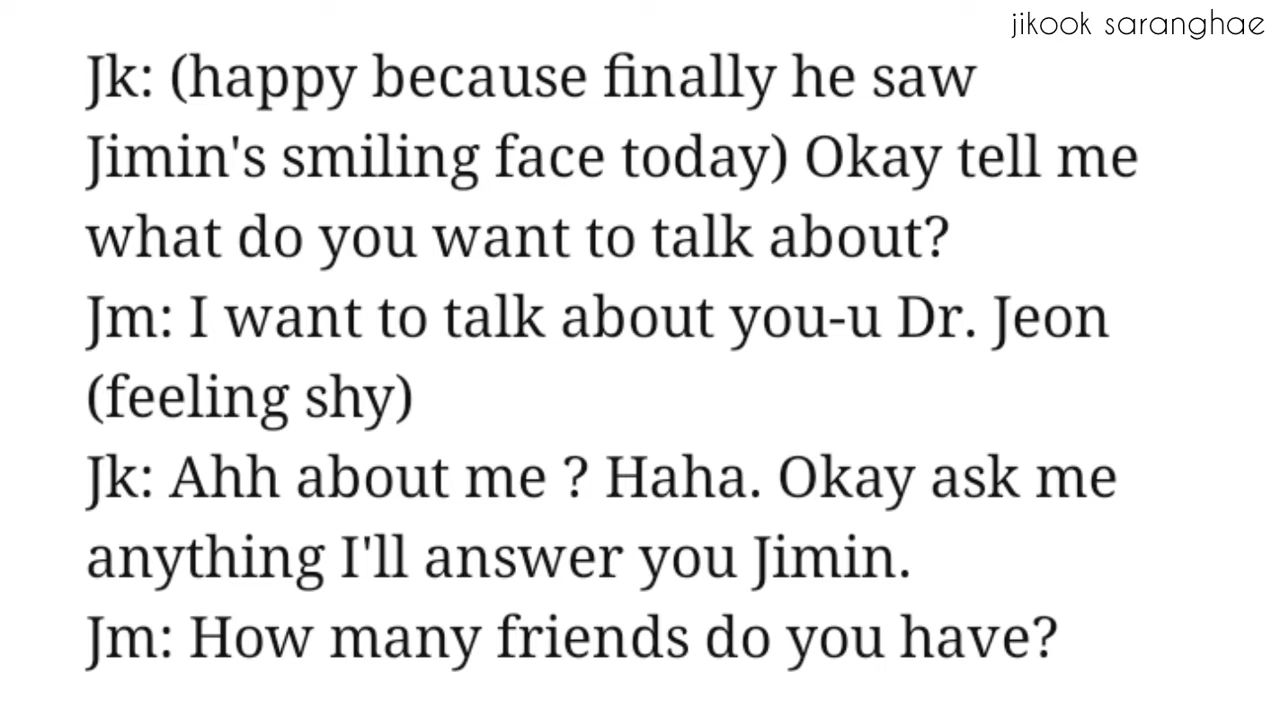 jikook saranghae
Jk: (happy because finally he saw
Jimin's smiling face today) Okay tell me
what do you want to talk about?
Jm: I want to talk about you-u Dr. Jeon
(feeling shy)
Jk: Ahh about me ? Haha. Okay ask me
anything I'll answer you Jimin.
Jm: How many friends do you have?